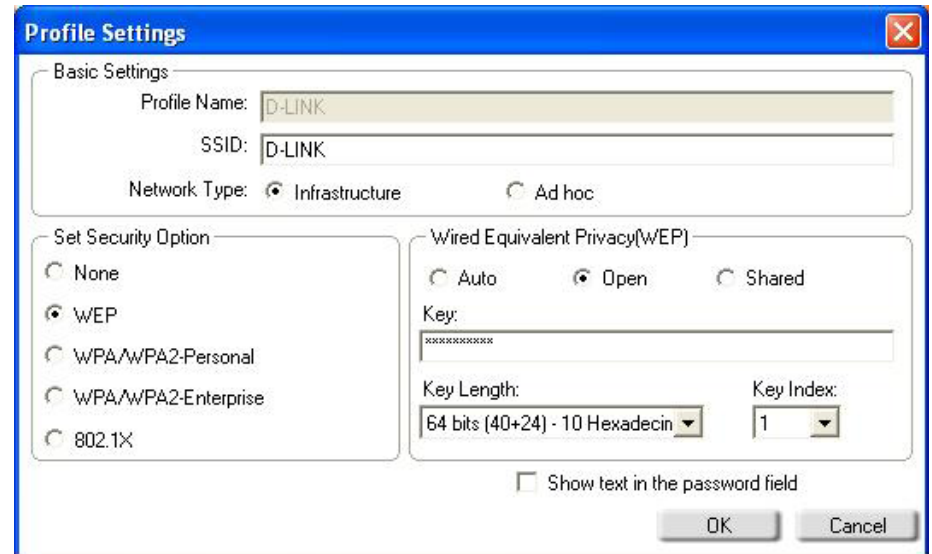 Profile Settings
Basic Settings
Profile Name: D-LINK
SSID: D-LINK
Network Type: Infrastructure Ad hoc
Set Security Option
None
WEP
WPA/WPA2-Personal
WPA/WPA2-Enterprise
802.1X
Wired Equivalent Privacy(WEP)
Auto Open Shared
Key:
**********
Key Length: Key Index:
64 bits (40+24) - 10 Hexadecin 1
Show text in the password field
OK Cancel